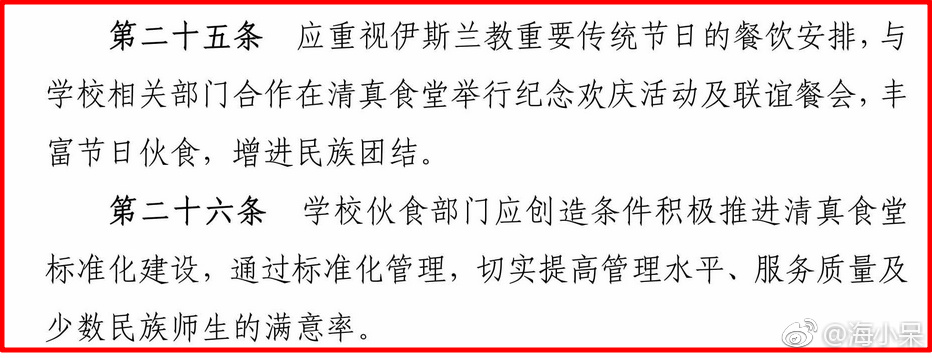 第二十五条 应重视伊斯兰教重要传统节日的餐饮安排,与
学校相关部门合作在清真食堂举行纪念欢庆活动及联谊餐会,丰
富节日伙食,增进民族团结。
第二十六条 学校伙食部门应创造条件积极推进清真食堂
标准化建设,通过标准化管理,切实提高管理水平、服务质量及
少数民族师生的满意率。
@海小呆